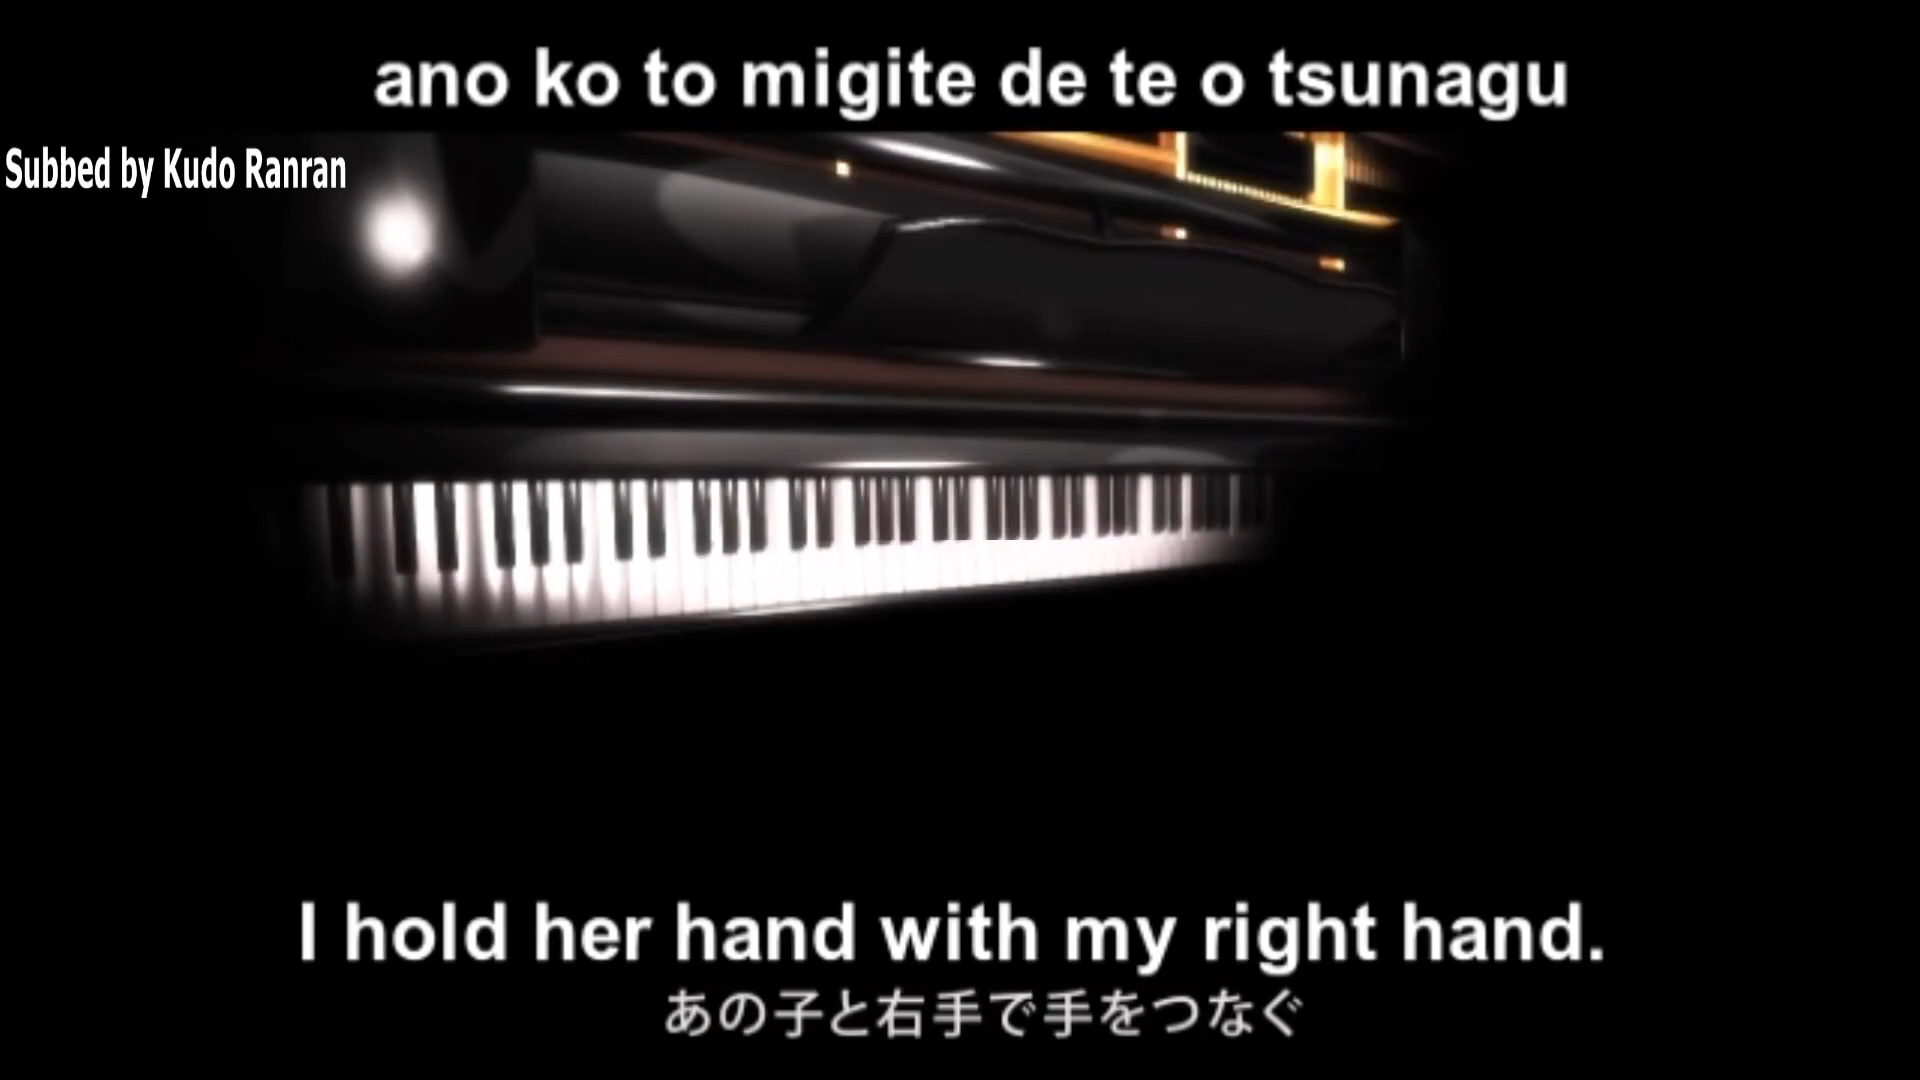 ano ko to migite de te o tsunagu
Subbed by Kudo Ranran
I hold her hand with my right hand.
あの子と右手で手をつなぐ